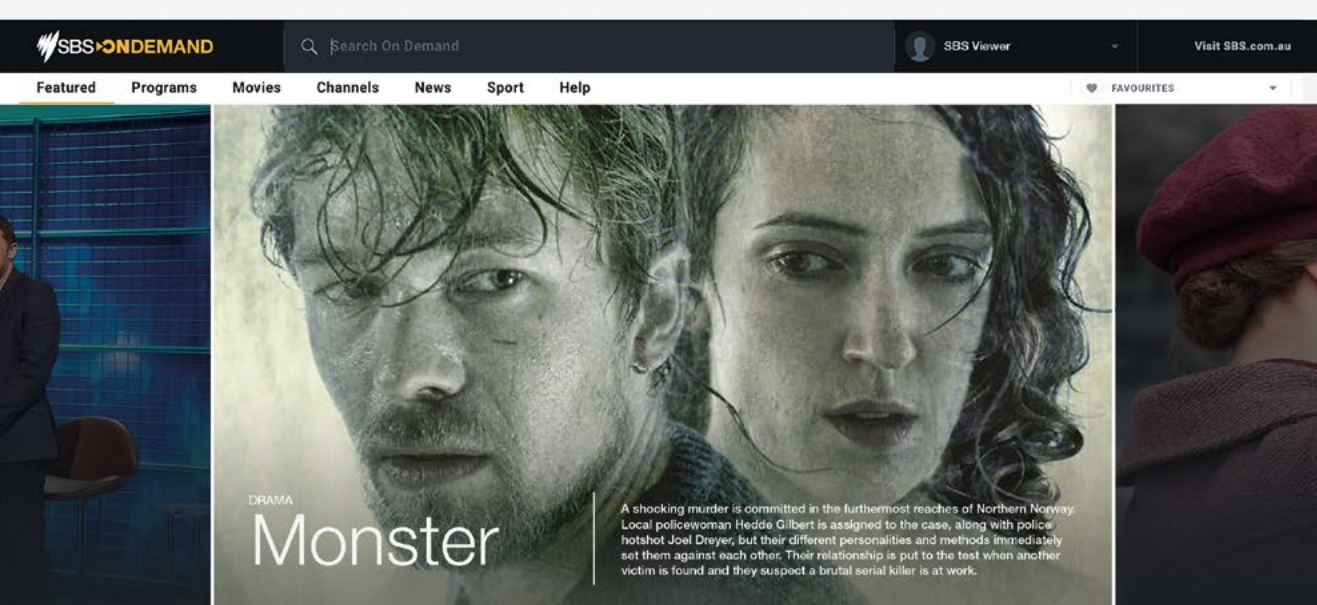 SBS ONDEMAND
Search On Demand
SBS Viewer
Visit SBS.com.au
Featured
Programs
Movies
Channels
News
Sport
Help
FAVOURITES
DRAMA
Monster
A shocking murder is committed in the furthermost reaches of Northern Norway.
Local policewoman Hedde Gilbert is assigned to the case, along with police
hotshot Joel Dreyer, but their different personalities and methods immediately
set them against each other. Their relationship is put to the test when another
victim is found and they suspect a brutal serial killer is at work.